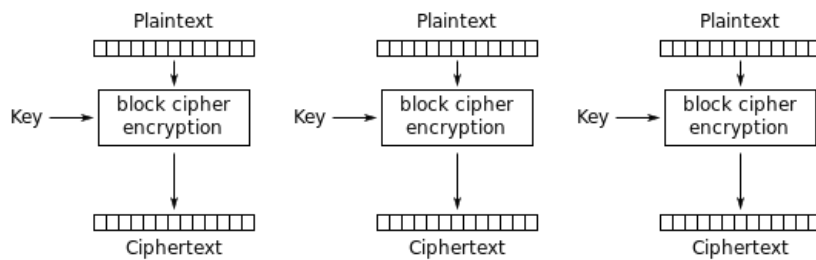 Plaintext
Plaintext
Plaintext
Key
block cipher
encryption
Key
block cipher
encryption
Key
block cipher
encryption
Ciphertext
Ciphertext
Ciphertext